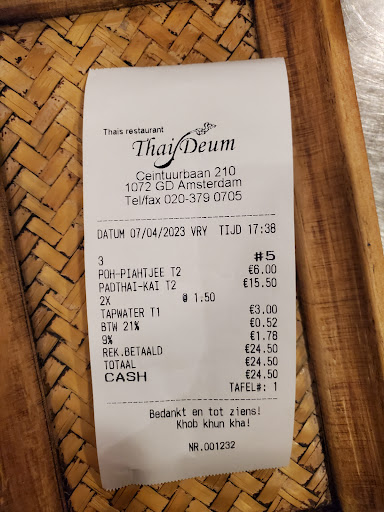 Thais restaurant
Thai Deum
Ceintuurbaan 210
1072 GD Amsterdam
Tel/fax 020-379 0705
DATUM 07/04/2023 VRY TIJD 17:38
3 #5
POH-PIAHTJEE T2 €6.00
PADTHAI-KAI T2 €15.50
2X @ 1.50
TAPWATER T1 €3.00
BTW 21% €0.52
9% €1.78
REK.BETAALD €24.50
TOTAAL €24.50
CASH €24.50
TAFEL#: 1
Bedankt en tot ziens!
Khob khun kha!
NR.001232